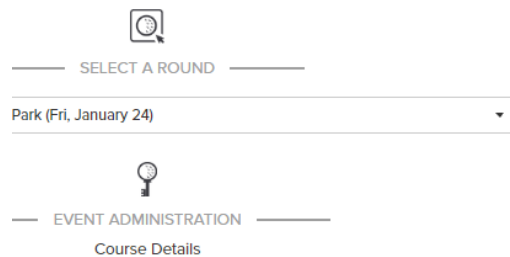 SELECT A ROUND
Park (Fri, January 24)
EVENT ADMINISTRATION
Course Details